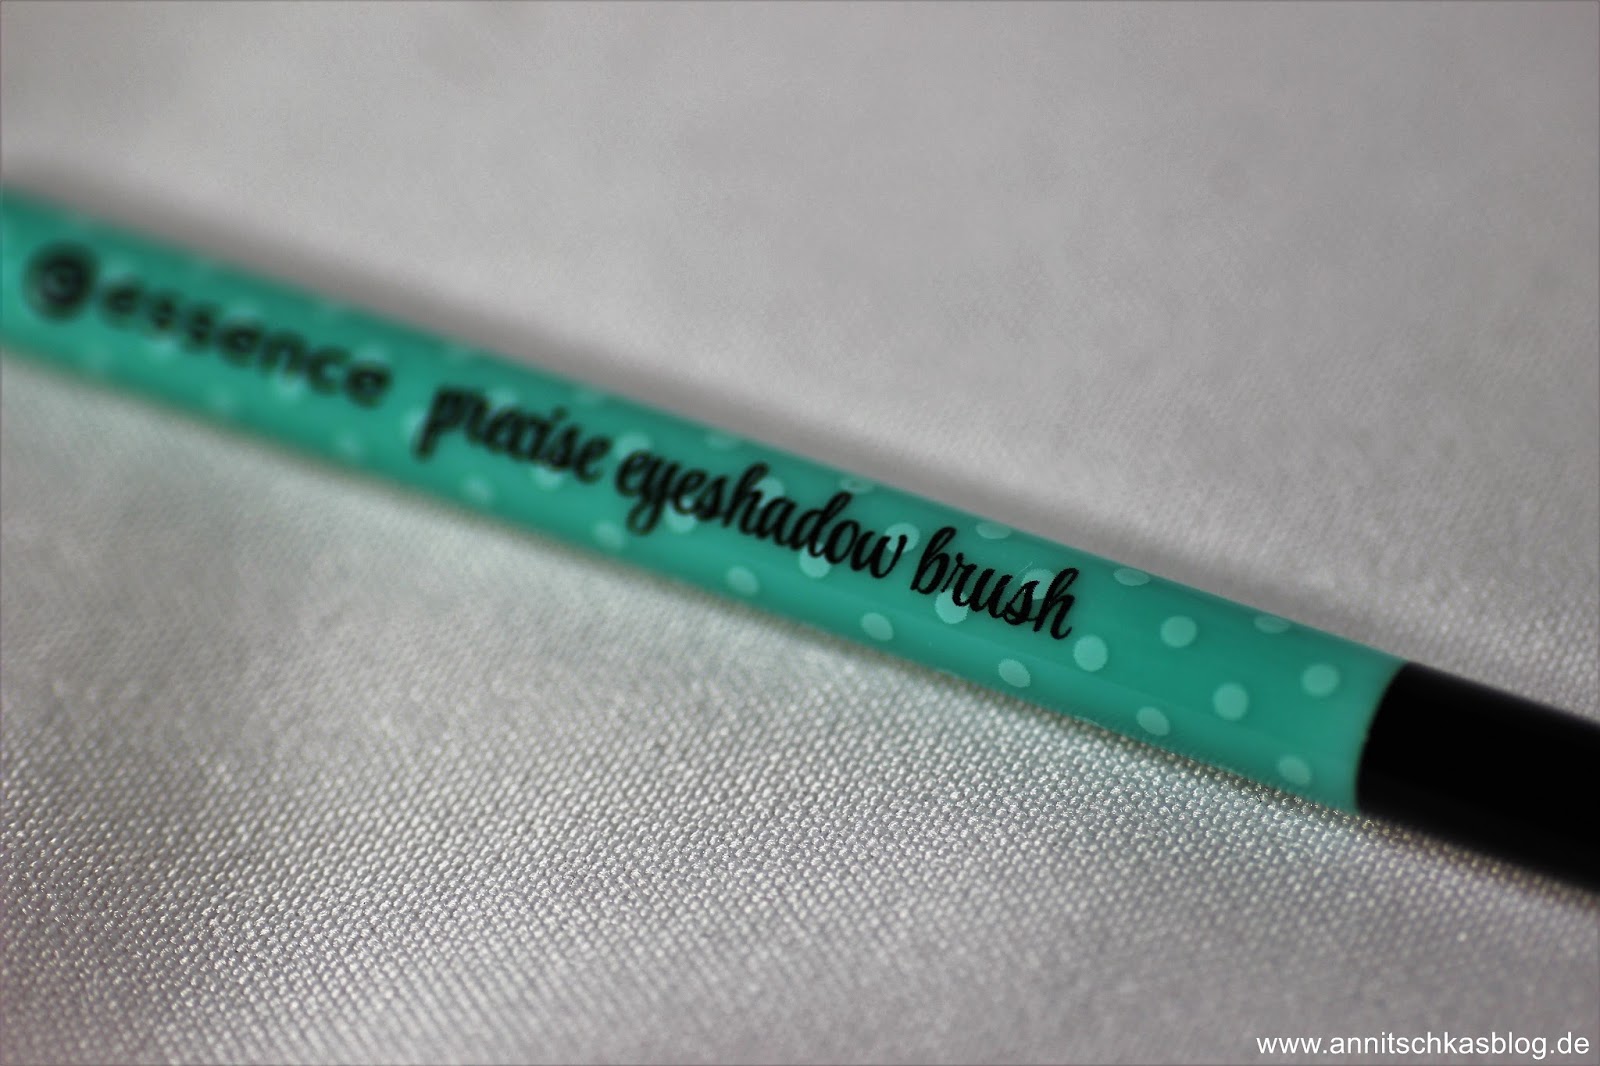 essence precise eyeshadow brush
www.annitschkasblog.de